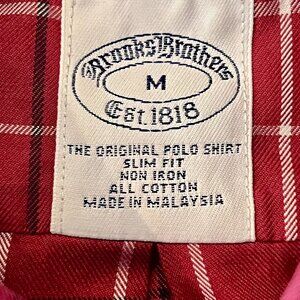 Brooks Brothers
M
Est. 1818
THE ORIGINAL POLO SHIRT
SLIM FIT
NON IRON
ALL COTTON
MADE IN MALAYSIA